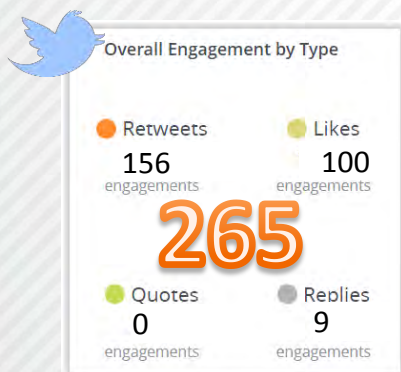 Overall Engagement by Type
Retweets Likes
156 100
engagements engagements
265
Quotes Replies
0 9
engagements engagements